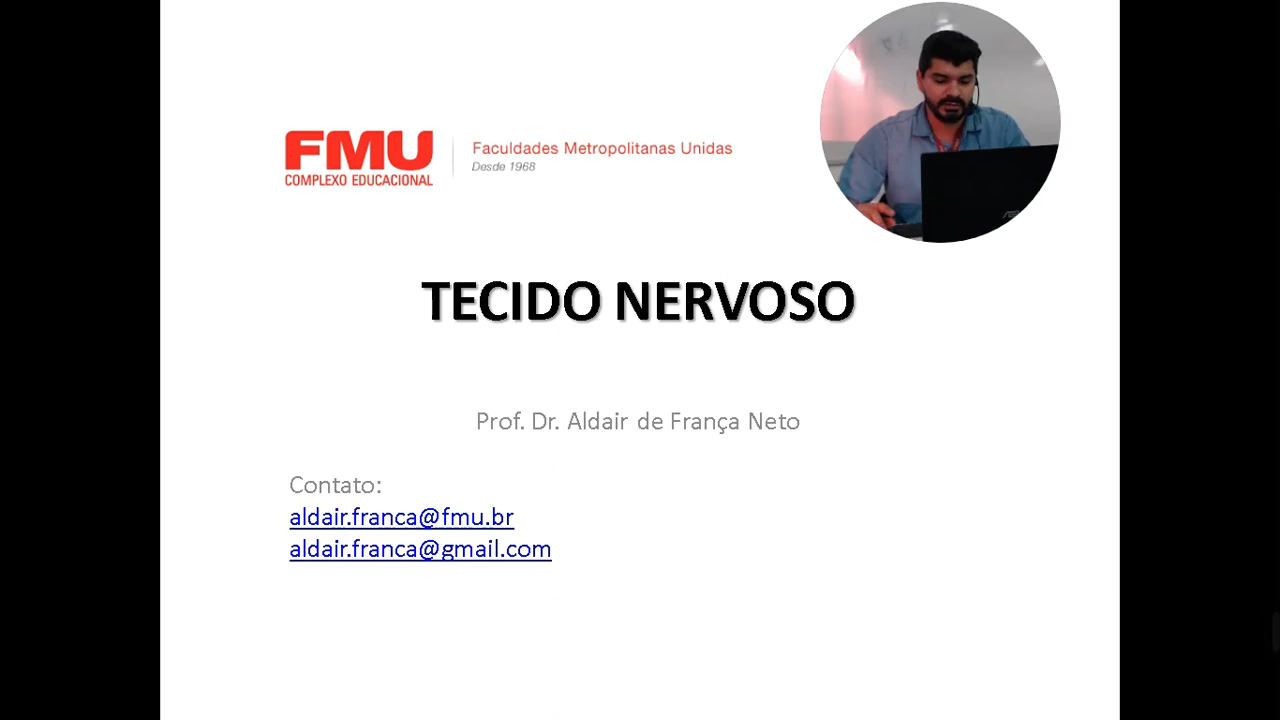 FMU
COMPLEXO EDUCACIONAL
Faculdades Metropolitanas Unidas
Desde 1968
TECIDO NERVOSO
Prof. Dr. Aldair de França Neto
Contato:
aldair.franca@fmu.br
aldair.franca@gmail.com